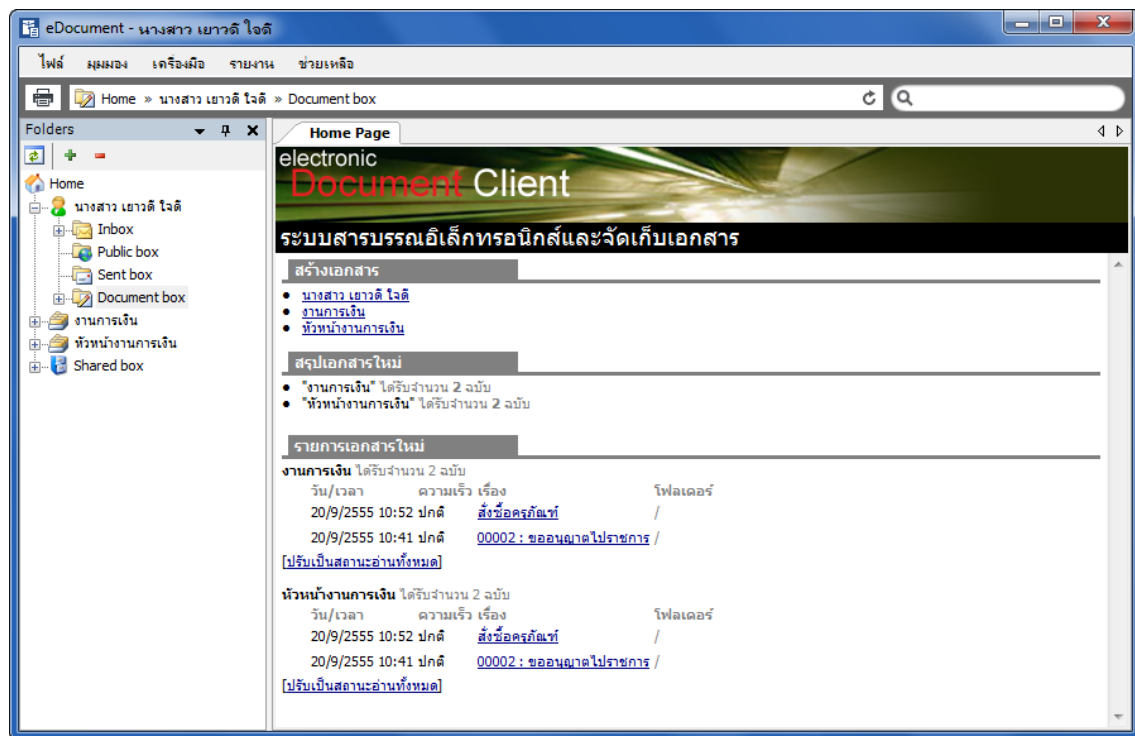 eDocument - นางสาว เยาวดี ใจดี
ไฟล์ มุมมอง เครื่องมือ รายงาน ช่วยเหลือ
Home » นางสาว เยาวดี ใจดี » Document box
Folders
Home
นางสาว เยาวดี ใจดี
Inbox
Public box
Sent box
Document box
งานการเงิน
หัวหน้างานการเงิน
Shared box
Home Page
electronic
Document Client
ระบบสารบรรณอิเล็กทรอนิกส์และจัดเก็บเอกสาร
สร้างเอกสาร
• นางสาว เยาวดี ใจดี
• งานการเงิน
• หัวหน้างานการเงิน
สรุปเอกสารใหม่
• "งานการเงิน" ได้รับจำนวน 2 ฉบับ
• "หัวหน้างานการเงิน" ได้รับจำนวน 2 ฉบับ
รายการเอกสารใหม่
งานการเงิน ได้รับจำนวน 2 ฉบับ
วัน/เวลา ความเร็ว เรื่อง โฟลเดอร์
20/9/2555 10:52 ปกติ สั่งซื้อครุภัณฑ์ /
20/9/2555 10:41 ปกติ 00002 : ขออนุญาตไปราชการ /
[ปรับเป็นสถานะอ่านทั้งหมด]
หัวหน้างานการเงิน ได้รับจำนวน 2 ฉบับ
วัน/เวลา ความเร็ว เรื่อง โฟลเดอร์
20/9/2555 10:52 ปกติ สั่งซื้อครุภัณฑ์ /
20/9/2555 10:41 ปกติ 00002 : ขออนุญาตไปราชการ /
[ปรับเป็นสถานะอ่านทั้งหมด]